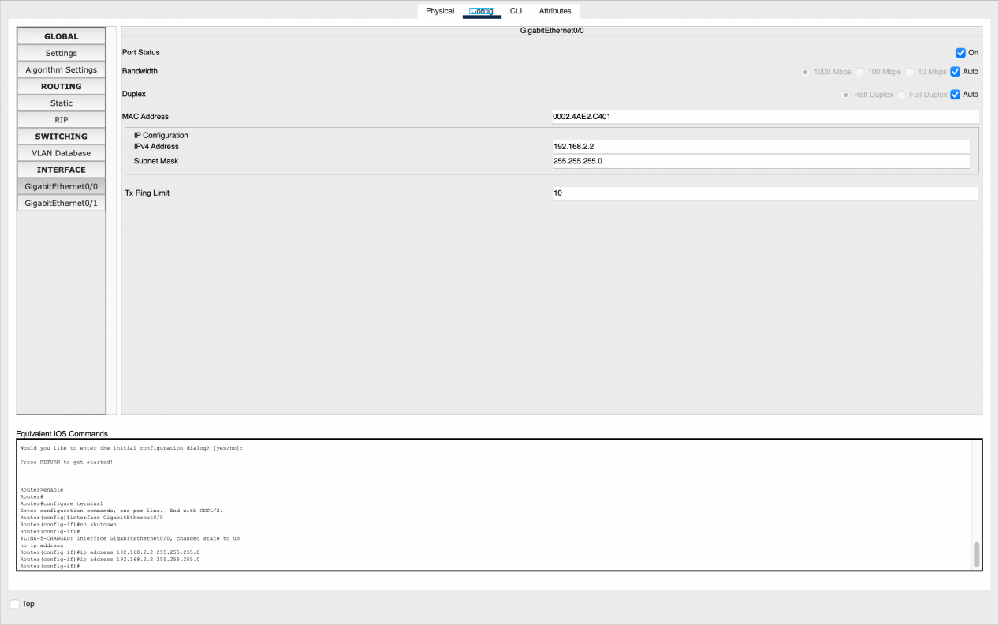 Physical Config CLI Attributes
GLOBAL
Settings
Algorithm Settings
ROUTING
Static
RIP
SWITCHING
VLAN Database
INTERFACE
GigabitEthernet0/0
GigabitEthernet0/1
GigabitEthernet0/0
Port Status On
Bandwidth 1000 Mbps 100 Mbps 10 Mbps Auto
Duplex Half Duplex Full Duplex Auto
MAC Address 0002.4AE2.C401
IP Configuration
IPv4 Address 192.168.2.2
Subnet Mask 255.255.255.0
Tx Ring Limit 10
Equivalent IOS Commands
Would you like to enter the initial configuration dialog? [yes/no]:
Press RETURN to get started!
Router>enable
Router#
Router#configure terminal
Enter configuration commands, one per line.  End with CNTL/Z.
Router(config)#interface GigabitEthernet0/0
Router(config-if)#no shutdown
Router(config-if)#
%LINK-5-CHANGED: Interface GigabitEthernet0/0, changed state to up
no ip address
Router(config-if)#ip address 192.168.2.2 255.255.255.0
Router(config-if)#ip address 192.168.2.2 255.255.255.0
Router(config-if)#
Top